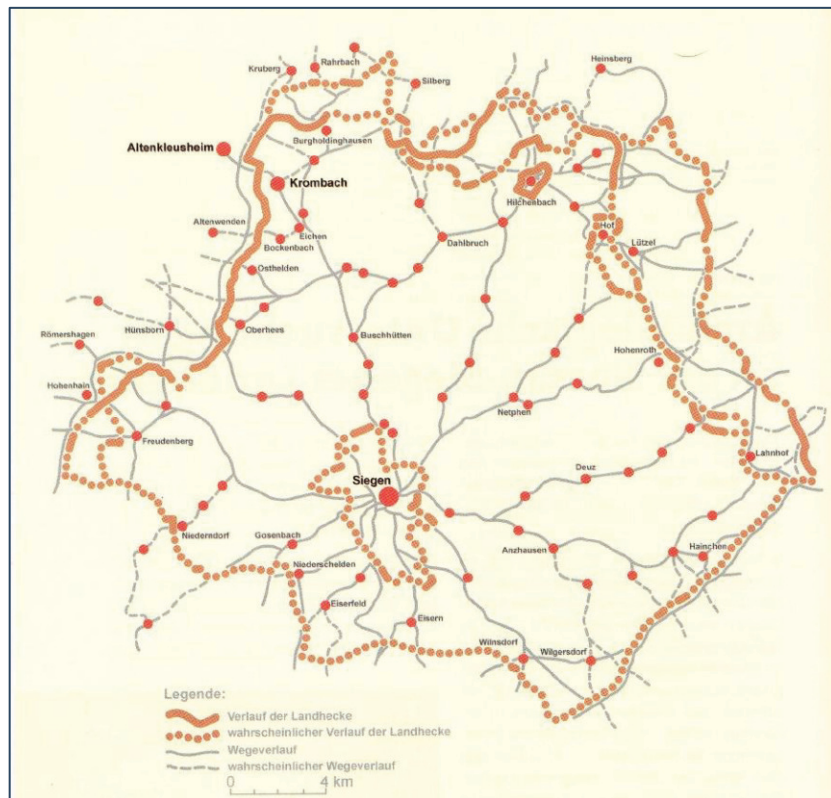 Heinsberg
Rahrbach
Kruberg
Silberg
Burgholdinghausen
Altenkleusheim
Krombach
Hilchenbach
Altenwenden
Eichen
Bockenbach
Hof
Lützel
Dahlbruch
Osthelden
Römershagen
Hünsborn
Oberhees
Buschhütten
Hohenroth
Hohenhain
Netphen
Freudenberg
Lahnhof
Deuz
Siegen
Niederndorf
Gosenbach
Anzhausen
Hainchen
Niederschelden
Eiserfeld
Eisern
Wilnsdorf
Wilgersdorf
Legende:
Verlauf der Landhecke
wahrscheinlicher Verlauf der Landhecke
Wegeverlauf
wahrscheinlicher Wegeverlauf
0 4 km